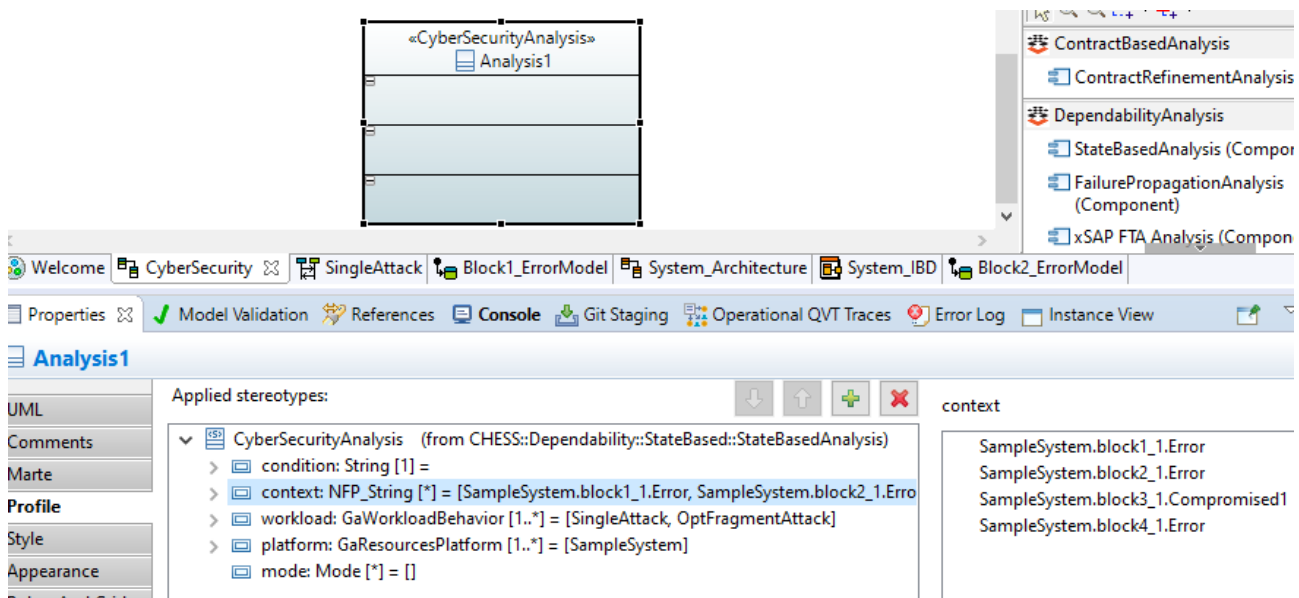 «CyberSecurityAnalysis»
Analysis1
ContractBasedAnalysis
ContractRefinementAnalysis
DependabilityAnalysis
StateBasedAnalysis (Compor
FailurePropagationAnalysis
(Component)
xSAP FTA Analysis (Compon
Welcome CyberSecurity SingleAttack Block1_ErrorModel System_Architecture System_IBD Block2_ErrorModel
Properties Model Validation References Console Git Staging Operational QVT Traces Error Log Instance View
Analysis1
UML
Comments
Marte
Profile
Style
Appearance
Applied stereotypes:
CyberSecurityAnalysis (from CHESS::Dependability::StateBased::StateBasedAnalysis)
condition: String [1] =
context: NFP_String [*] = [SampleSystem.block1_1.Error, SampleSystem.block2_1.Erro
workload: GaWorkloadBehavior [1..*] = [SingleAttack, OptFragmentAttack]
platform: GaResourcesPlatform [1..*] = [SampleSystem]
mode: Mode [*] = []
context
SampleSystem.block1_1.Error
SampleSystem.block2_1.Error
SampleSystem.block3_1.Compromised1
SampleSystem.block4_1.Error